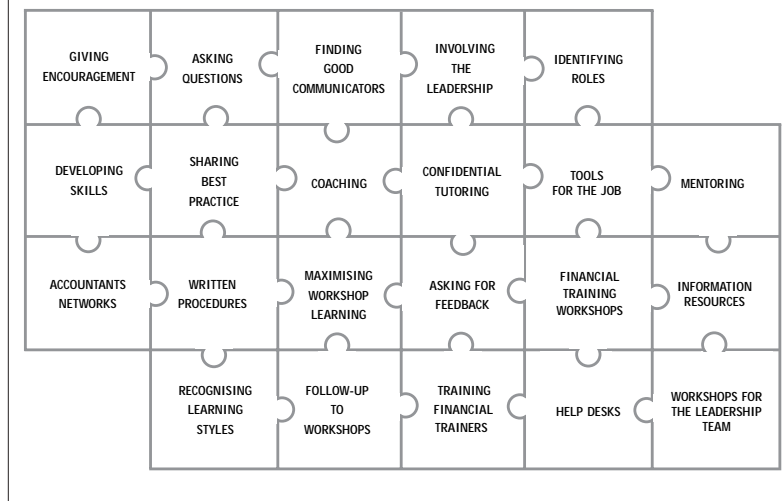 GIVING
ENCOURAGEMENT
ASKING
QUESTIONS
FINDING
GOOD
COMMUNICATORS
INVOLVING
THE
LEADERSHIP
IDENTIFYING
ROLES
DEVELOPING
SKILLS
SHARING
BEST
PRACTICE
COACHING
CONFIDENTIAL
TUTORING
TOOLS
FOR THE JOB
MENTORING
ACCOUNTANTS
NETWORKS
WRITTEN
PROCEDURES
MAXIMISING
WORKSHOP
LEARNING
ASKING FOR
FEEDBACK
FINANCIAL
TRAINING
WORKSHOPS
INFORMATION
RESOURCES
RECOGNISING
LEARNING
STYLES
FOLLOW-UP
TO
WORKSHOPS
TRAINING
FINANCIAL
TRAINERS
HELP DESKS
WORKSHOPS FOR
THE LEADERSHIP
TEAM